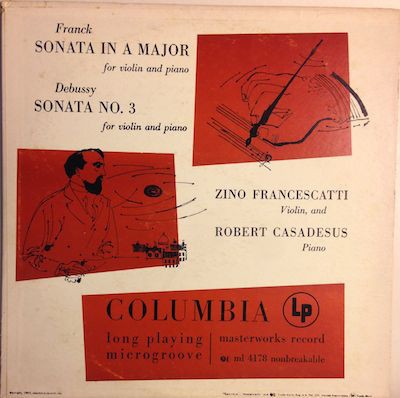 Franck
SONATA IN A MAJOR
for violin and piano
Debussy
SONATA NO. 3
for violin and piano
ZINO FRANCESCATTI
Violin, and
ROBERT CASADESUS
Piano
COLUMBIA LP
long playing
microgroove
masterworks record
ml 4178 nonbreakable